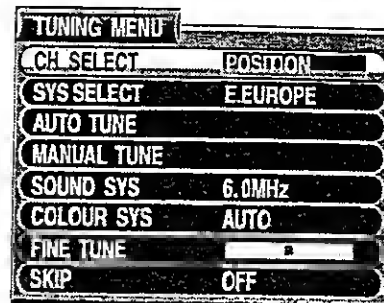 TUNING MENU
CH. SELECT POSITION
SYS SELECT E.EUROPE
AUTO TUNE
MANUAL TUNE
SOUND SYS 6.0MHz
COLOUR SYS AUTO
FINE TUNE
SKIP OFF